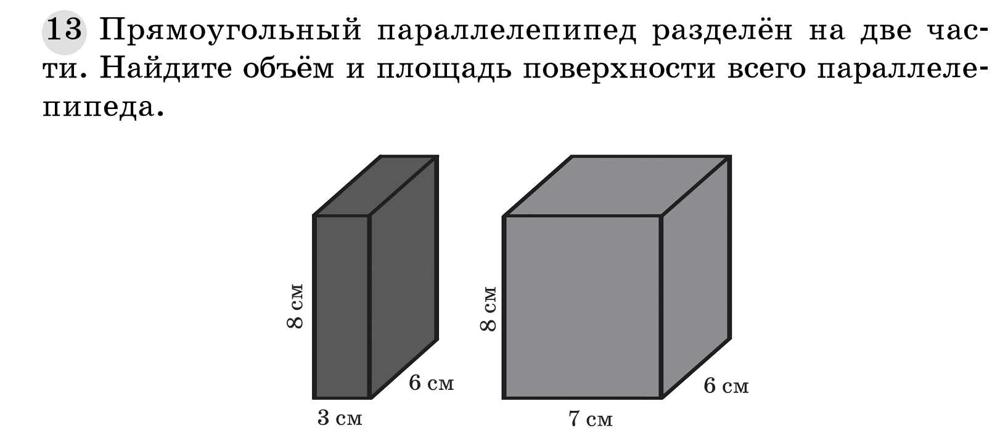 13 Прямоугольный параллелепипед разделён на две час-
ти. Найдите объём и площадь поверхности всего параллеле-
пипеда.
8 см
8 см
6 см
6 см
3 см
7 см